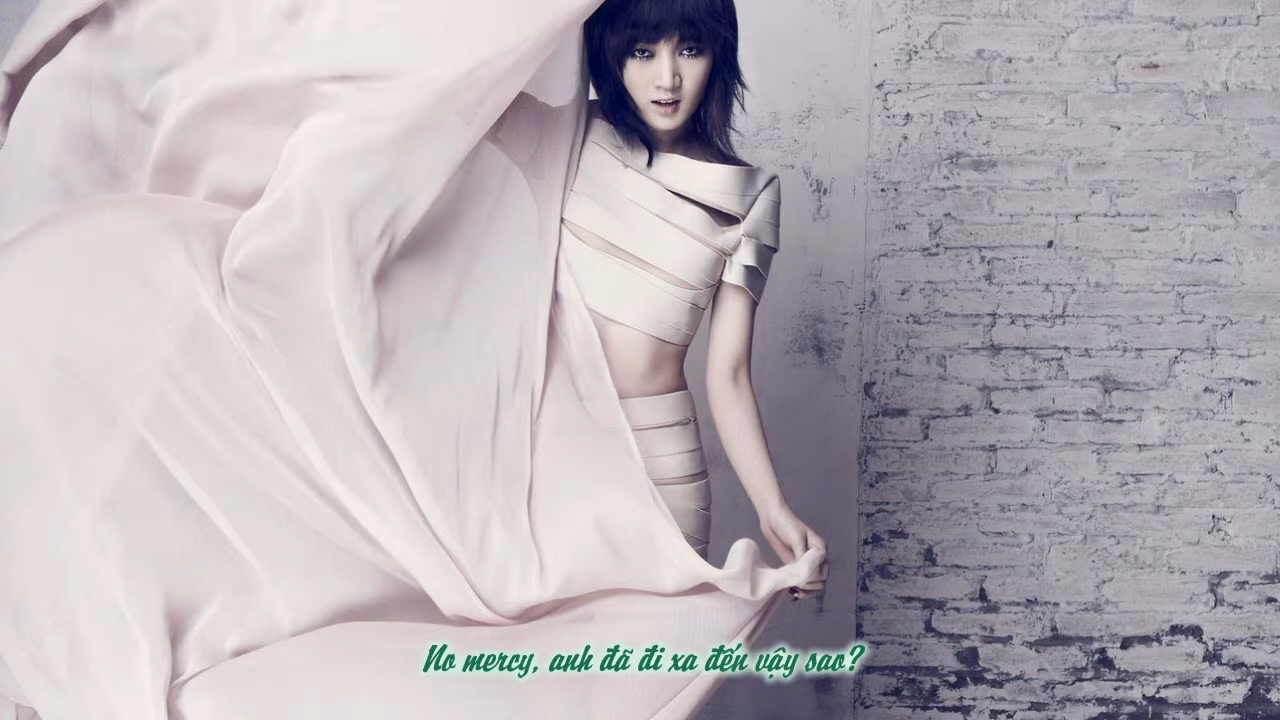 No mercy, anh đã đi xa đến vậy sao?